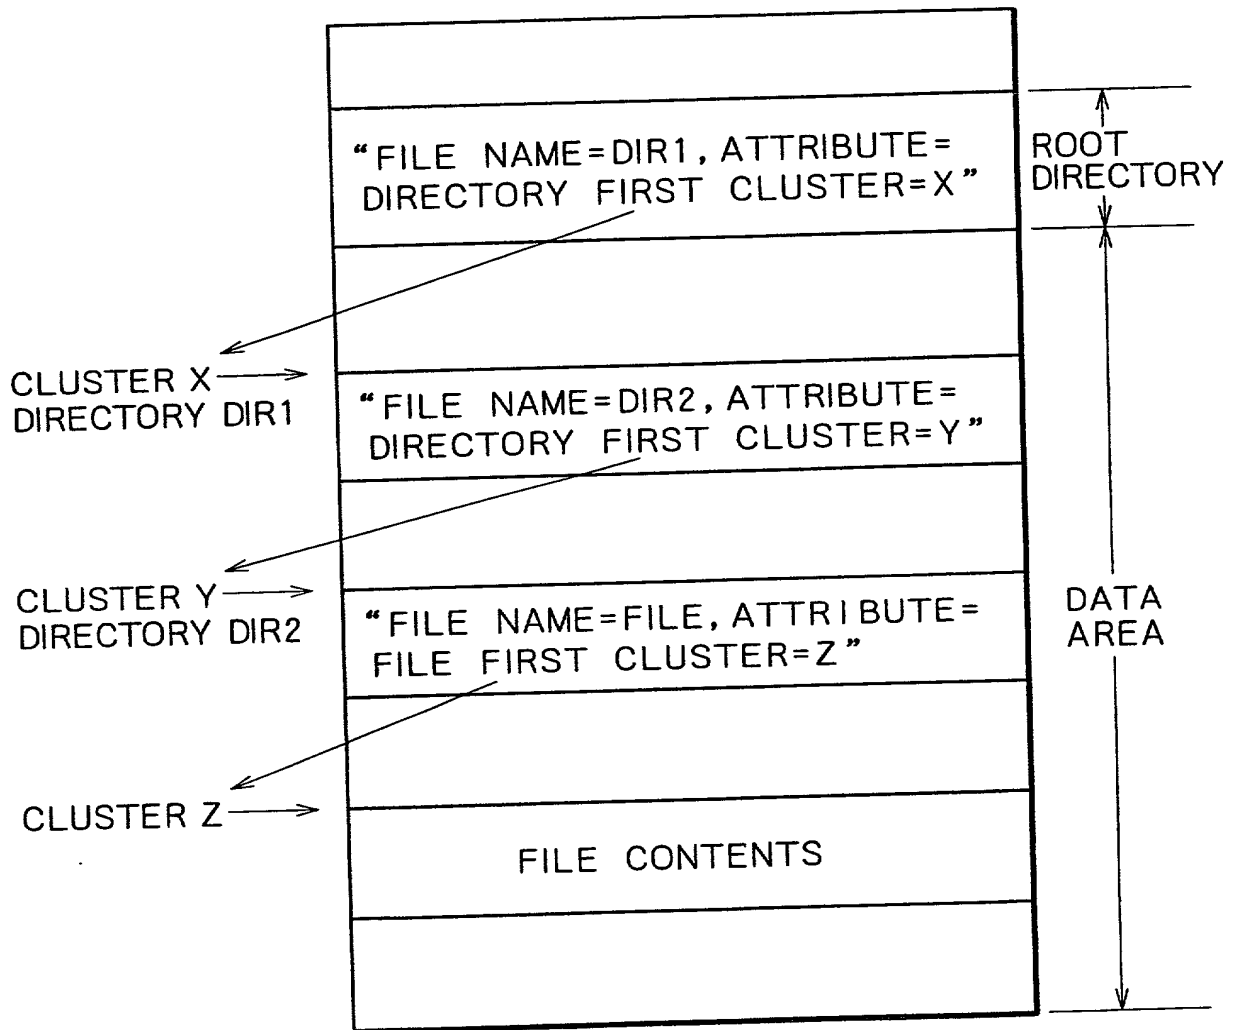 “FILE NAME=DIR1, ATTRIBUTE=
DIRECTORY FIRST CLUSTER=X”
ROOT
DIRECTORY
CLUSTER X
DIRECTORY DIR1
“FILE NAME=DIR2, ATTRIBUTE=
DIRECTORY FIRST CLUSTER=Y”
CLUSTER Y
DIRECTORY DIR2
“FILE NAME=FILE, ATTRIBUTE=
FILE FIRST CLUSTER=Z”
DATA
AREA
CLUSTER Z
FILE CONTENTS